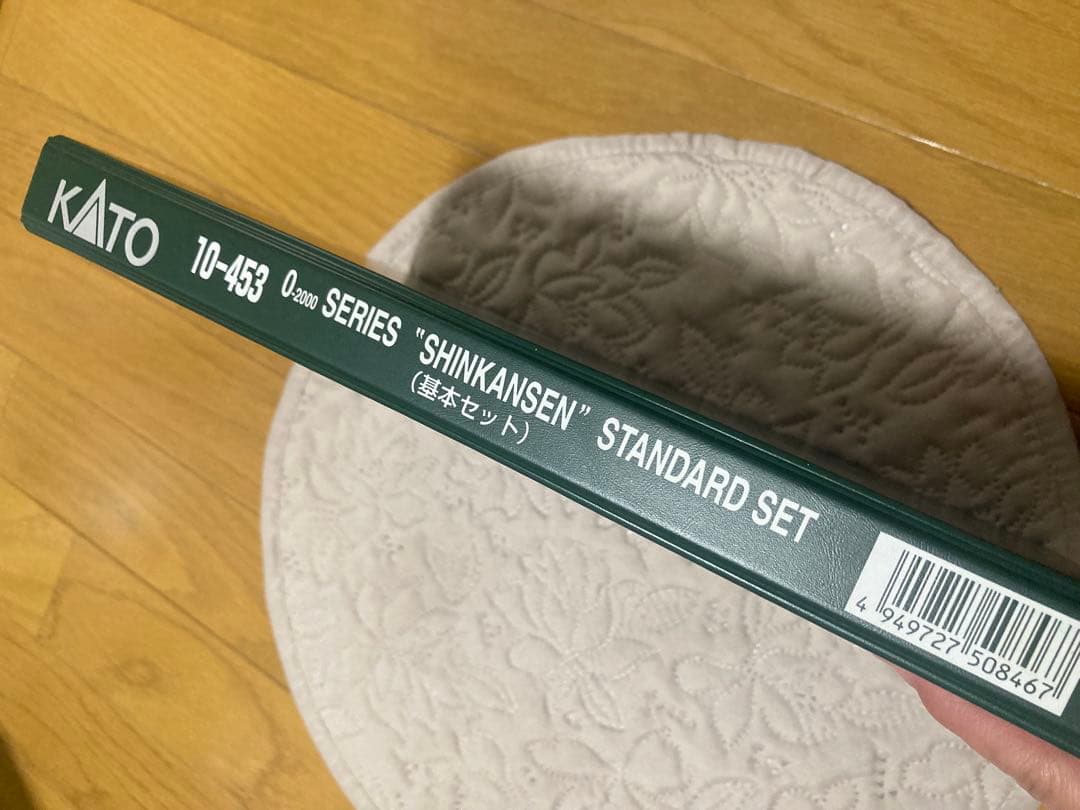 KATO 10-453 0-2000 SERIES "SHINKANSEN" STANDARD SET
(基本セット)
4 949727 508467